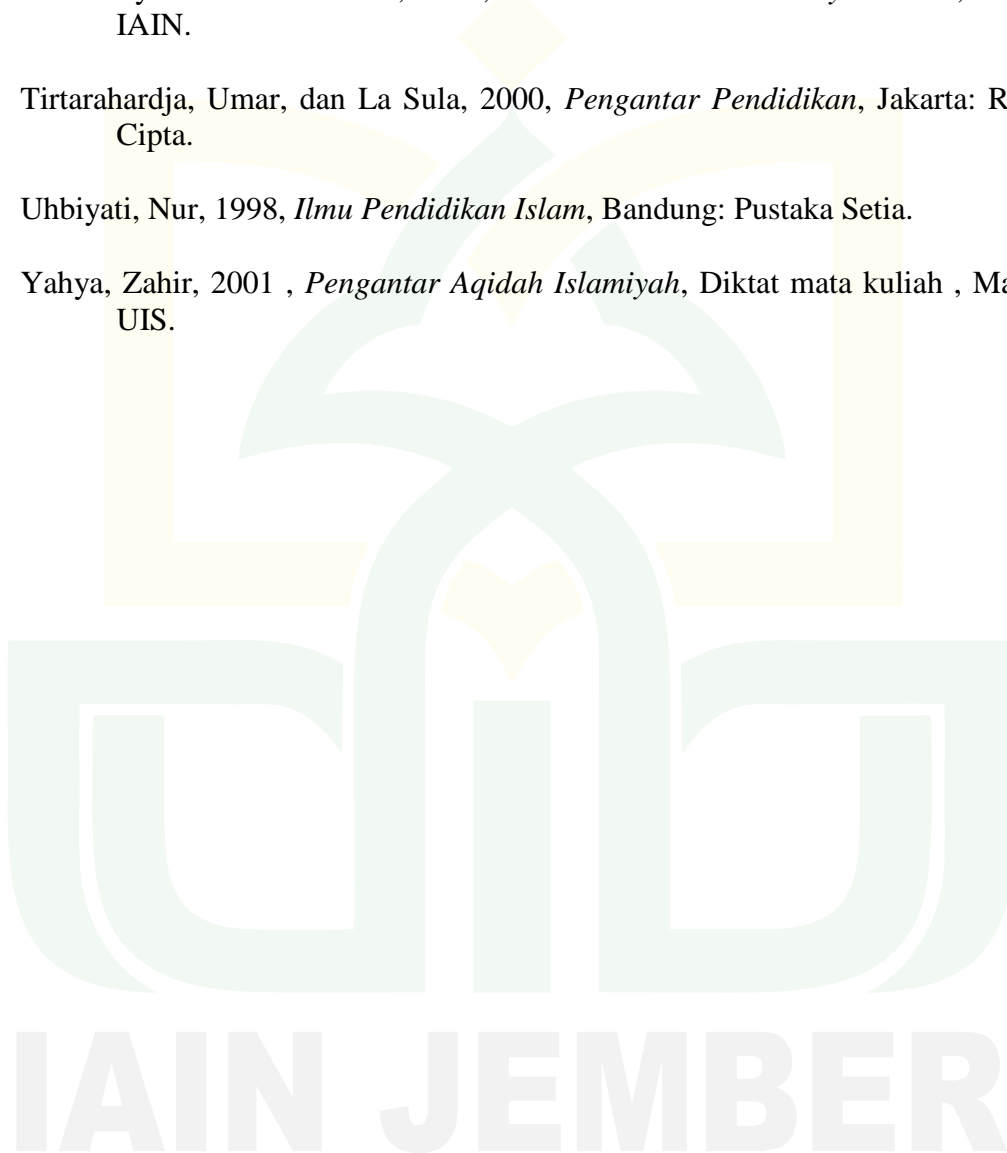 IAIN.
Tirtarahardja, Umar, dan La Sula, 2000, Pengantar Pendidikan, Jakarta: R
Cipta.
Uhbiyati, Nur, 1998, Ilmu Pendidikan Islam, Bandung: Pustaka Setia.
Yahya, Zahir, 2001 , Pengantar Aqidah Islamiyah, Diktat mata kuliah , Ma
UIS.
IAIN JEMBER